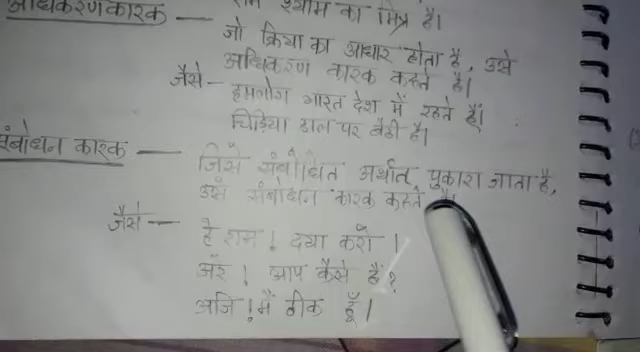 राम श्याम का मित्र है।
अधिकरण कारक — जो क्रिया का आधार होता है, उसे
अधिकरण कारक कहते हैं।
जैसे — हमलोग भारत देश में रहते हैं।
चिड़िया डाल पर बैठी है।
संबोधन कारक — जिसे संबोधित अर्थात् पुकारा जाता है,
उसे संबोधन कारक कहते हैं।
जैसे — हे राम! दया करो।
अरे! आप कैसे हैं?
अजि! मैं ठीक हूँ।